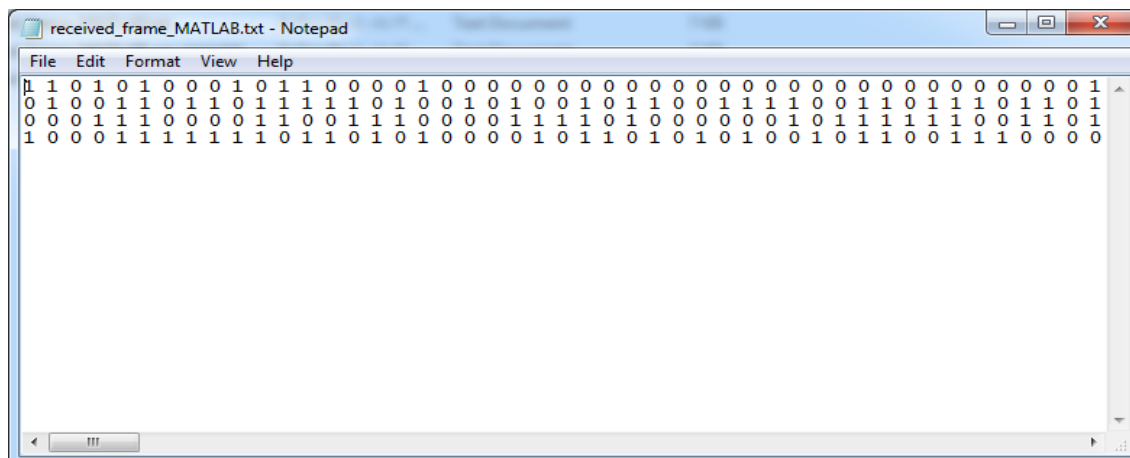 received_frame_MATLAB.txt - Notepad
File Edit Format View Help
1 1 0 1 0 1 0 0 0 1 0 1 1 0 0 0 0 1 0 0 0 0 0 0 0 0 0 0 0 0 0 0 0 0 0 0 0 0 0 0 0 0 0 0 0 0 1
0 1 0 0 1 1 0 1 1 0 1 1 1 1 1 0 1 0 0 1 0 1 0 0 1 0 1 1 0 0 1 1 1 1 0 0 1 1 0 1 1 1 0 1 1 0 1
0 0 0 1 1 1 0 0 0 0 1 1 0 0 1 1 1 0 0 0 0 1 1 1 1 0 1 0 0 0 0 0 0 1 0 1 1 1 1 1 1 0 0 1 1 0 1
1 0 0 0 1 1 1 1 1 1 1 0 1 1 0 1 0 1 0 0 0 0 1 0 1 1 0 1 0 1 0 1 0 0 1 0 1 1 0 0 1 1 1 0 0 0 0